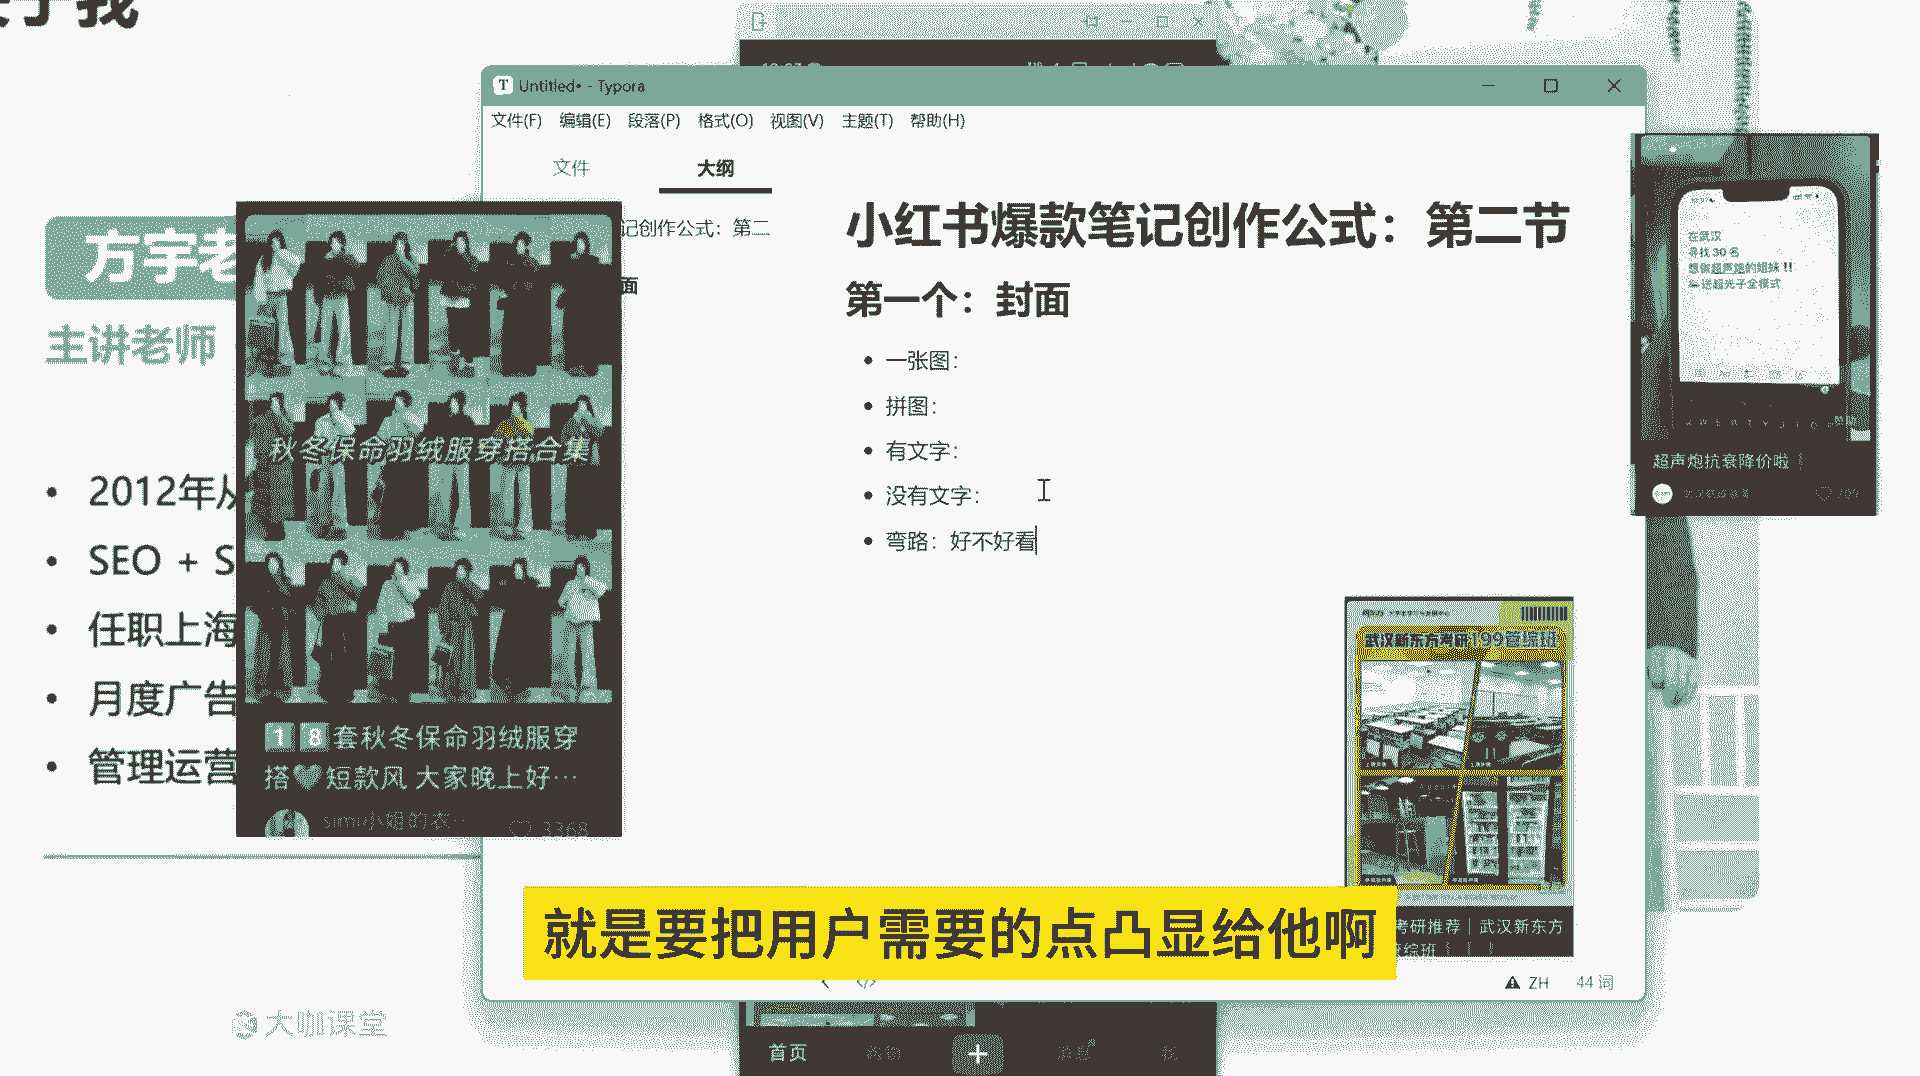 于我
方宇老
主讲老师
2012年从
SEO + S
任职上海
月度广告
管理运营
大咖课堂
Untitled• - Typora
文件(F) 编辑(E) 段落(P) 格式(O) 视图(V) 主题(T) 帮助(H)
文件 大纲
记创作公式：第二
面
小红书爆款笔记创作公式：第二节
第一个：封面
一张图：
拼图：
有文字：
没有文字：
弯路：好不好看
秋冬保命羽绒服穿搭合集
18套秋冬保命羽绒服穿
搭♥短款风 大家晚上好…
simi小姐的衣…
3368
在武汉
寻找30名
想做超声炮的姐妹!!
送超光子全模式
赞助
超声炮抗衰降价啦
709
武汉新东方考研199管综班
考研推荐｜武汉新东方
综班
就是要把用户需要的点凸显给他啊
ZH 44 词
首页
我